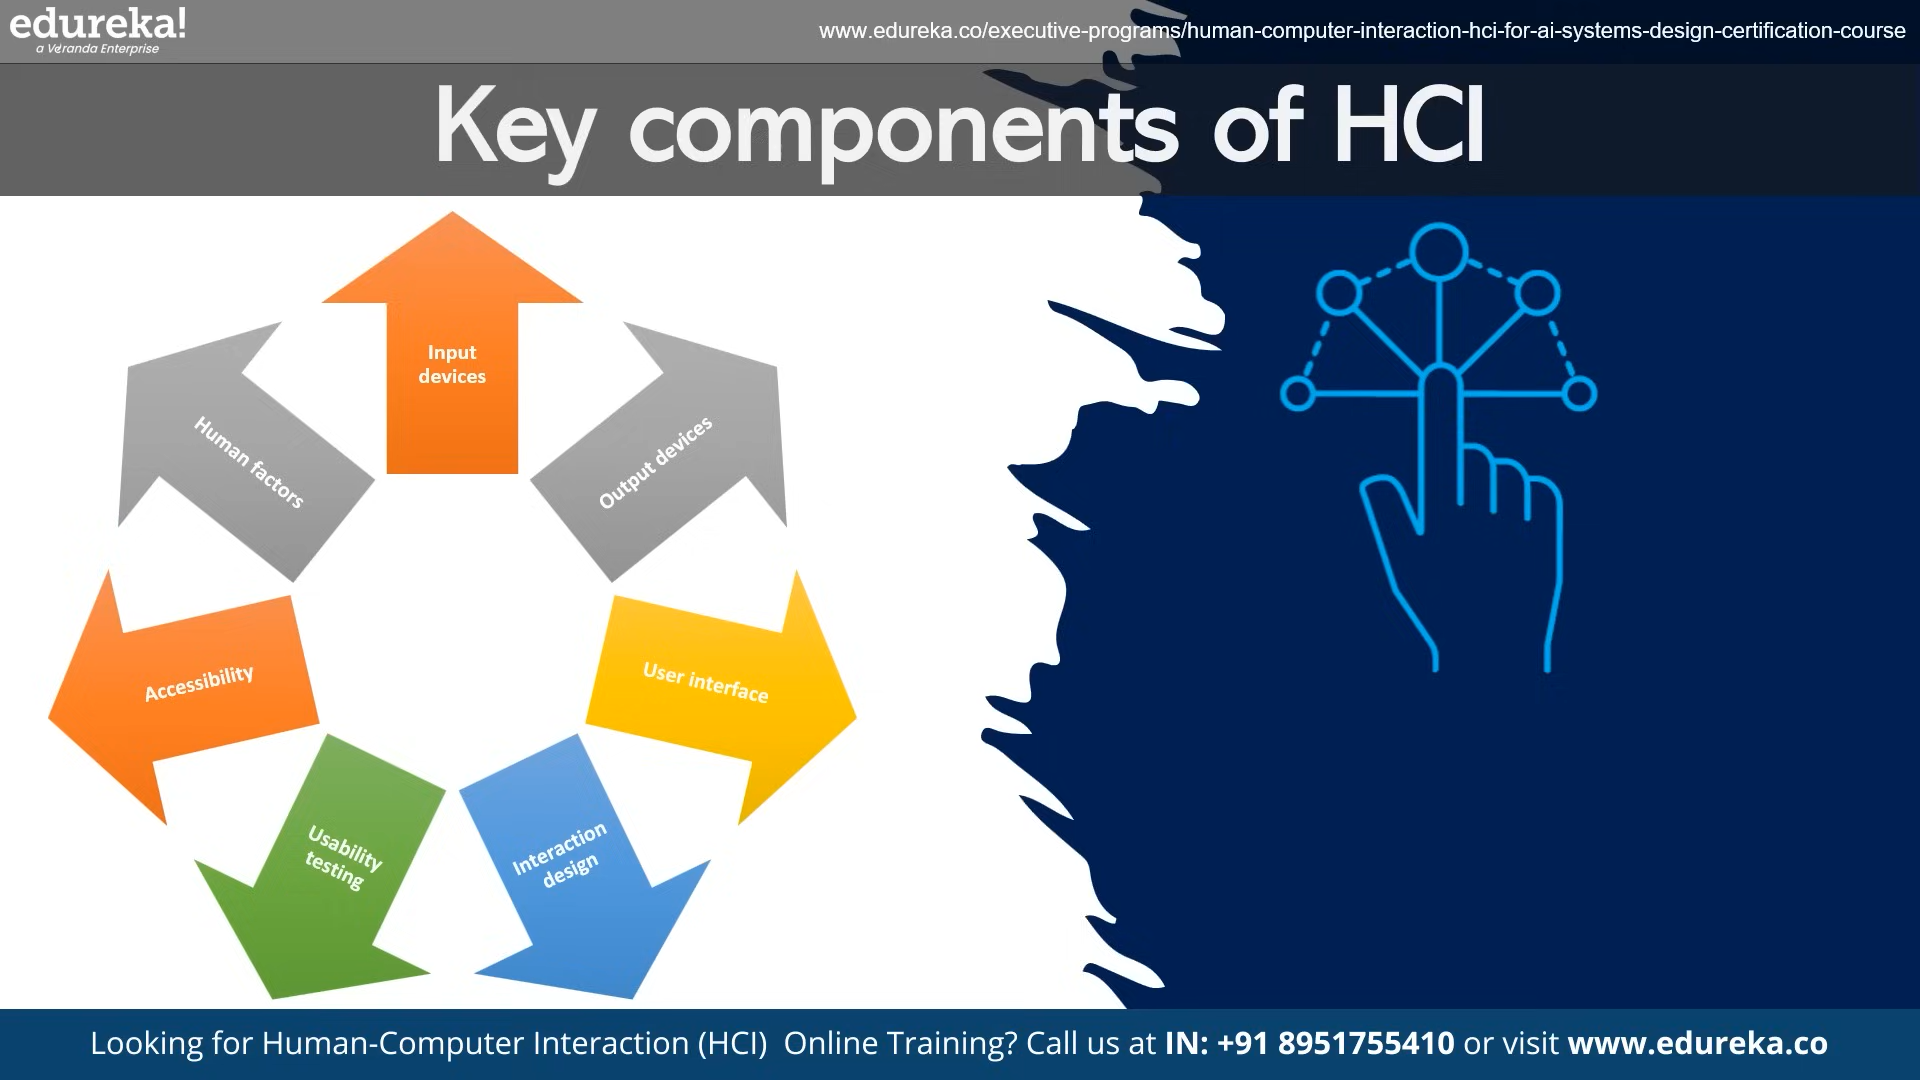 edureka!
a Veranda Enterprise
www.edureka.co/executive-programs/human-computer-interaction-hci-for-ai-systems-design-certification-course
Key components of HCI
Input
devices
Output devices
User interface
Interaction
design
Usability
testing
Accessibility
Human factors
Looking for Human-Computer Interaction (HCI)  Online Training? Call us at IN: +91 8951755410 or visit www.edureka.co